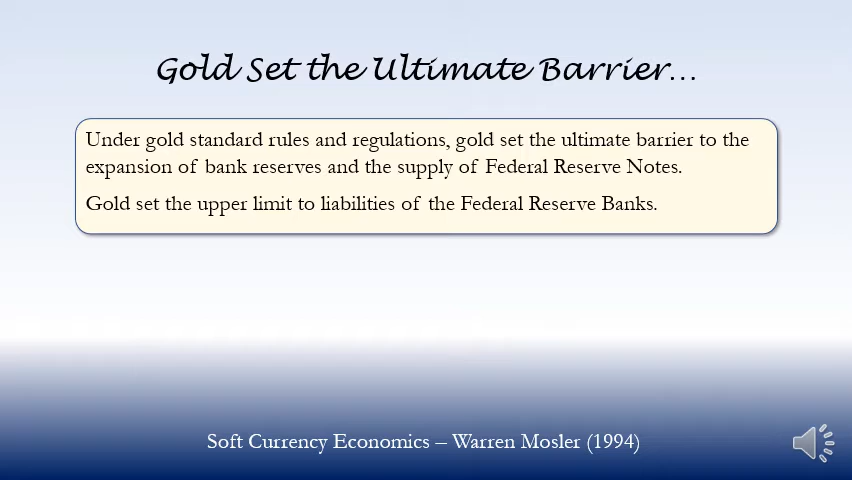 Gold Set the Ultimate Barrier…
Under gold standard rules and regulations, gold set the ultimate barrier to the
expansion of bank reserves and the supply of Federal Reserve Notes.
Gold set the upper limit to liabilities of the Federal Reserve Banks.
Soft Currency Economics – Warren Mosler (1994)